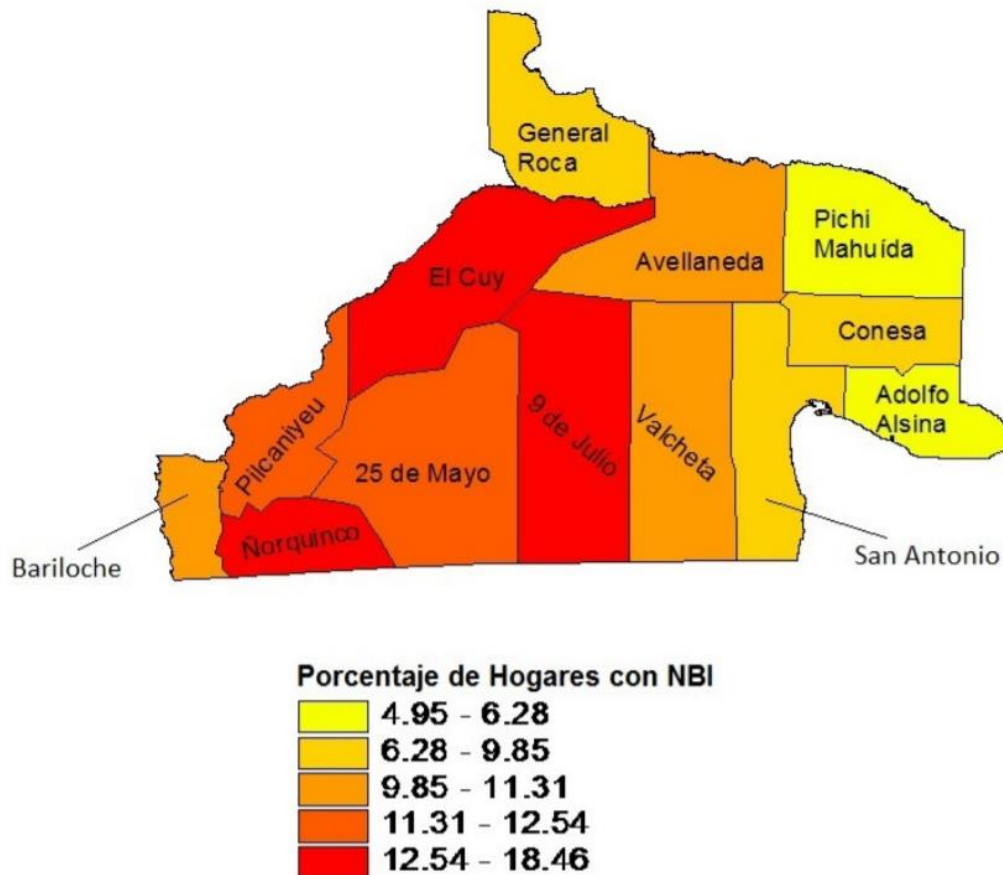 General
Roca
Pichi
Mahuída
Avellaneda
El Cuy
Conesa
Adolfo
Alsina
9 de Julio
Valcheta
Pilcaniyeu
25 de Mayo
Ñorquinco
Bariloche
San Antonio
Porcentaje de Hogares con NBI
4.95 - 6.28
6.28 - 9.85
9.85 - 11.31
11.31 - 12.54
12.54 - 18.46